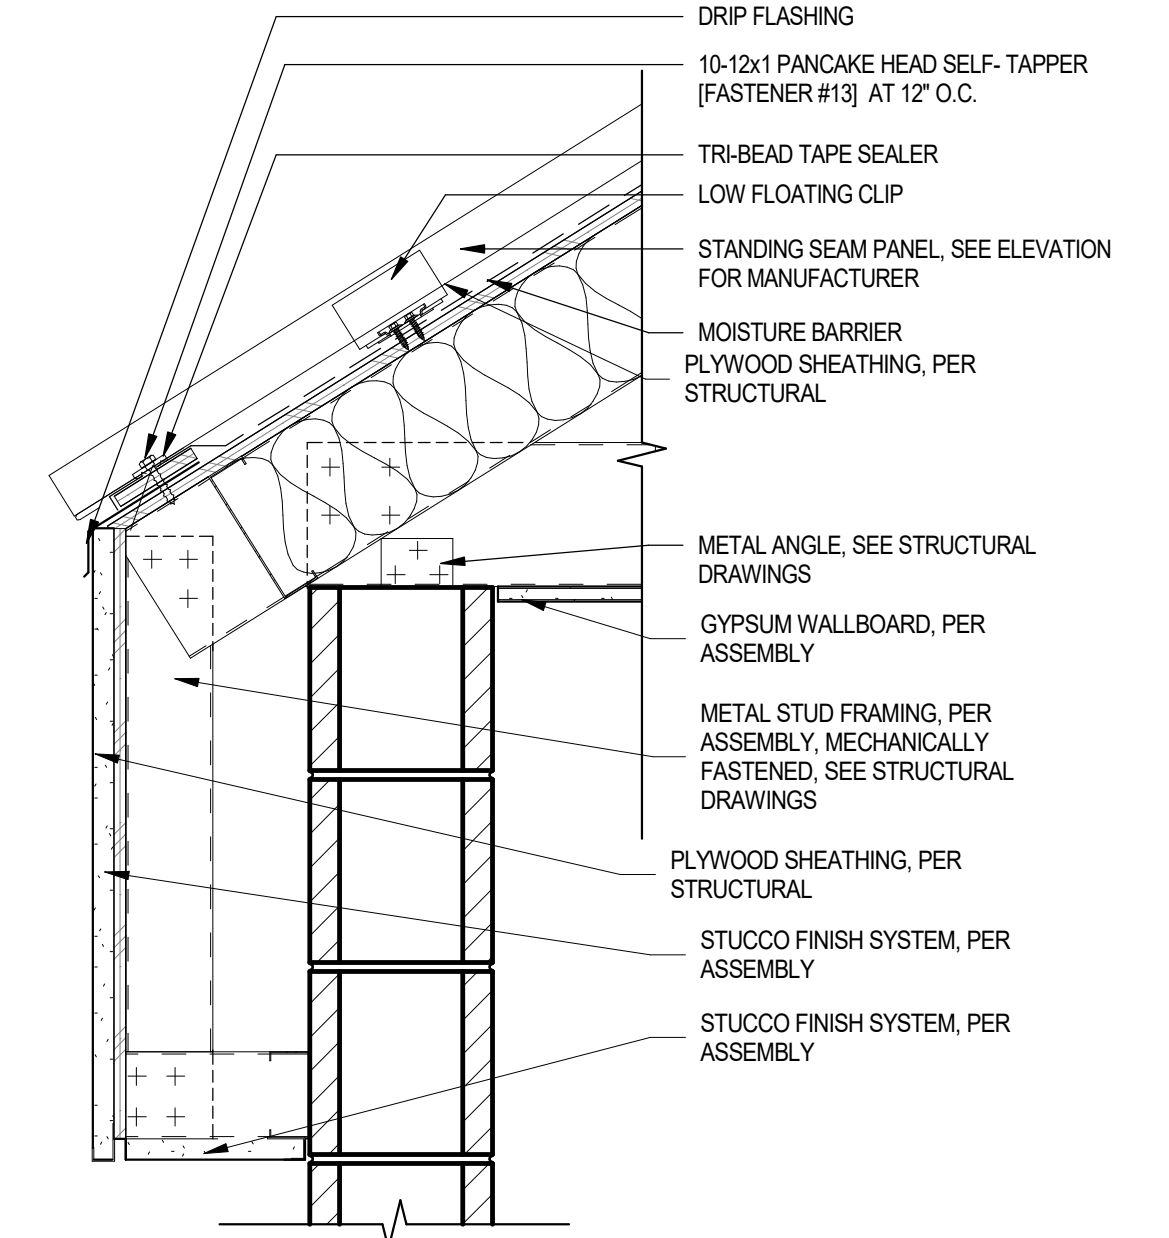 DRIP FLASHING
10-12x1 PANCAKE HEAD SELF- TAPPER
[FASTENER #13]  AT 12" O.C.
TRI-BEAD TAPE SEALER
LOW FLOATING CLIP
STANDING SEAM PANEL, SEE ELEVATION
FOR MANUFACTURER
MOISTURE BARRIER
PLYWOOD SHEATHING, PER
STRUCTURAL
METAL ANGLE, SEE STRUCTURAL
DRAWINGS
GYPSUM WALLBOARD, PER
ASSEMBLY
METAL STUD FRAMING, PER
ASSEMBLY, MECHANICALLY
FASTENED, SEE STRUCTURAL
DRAWINGS
PLYWOOD SHEATHING, PER
STRUCTURAL
STUCCO FINISH SYSTEM, PER
ASSEMBLY
STUCCO FINISH SYSTEM, PER
ASSEMBLY